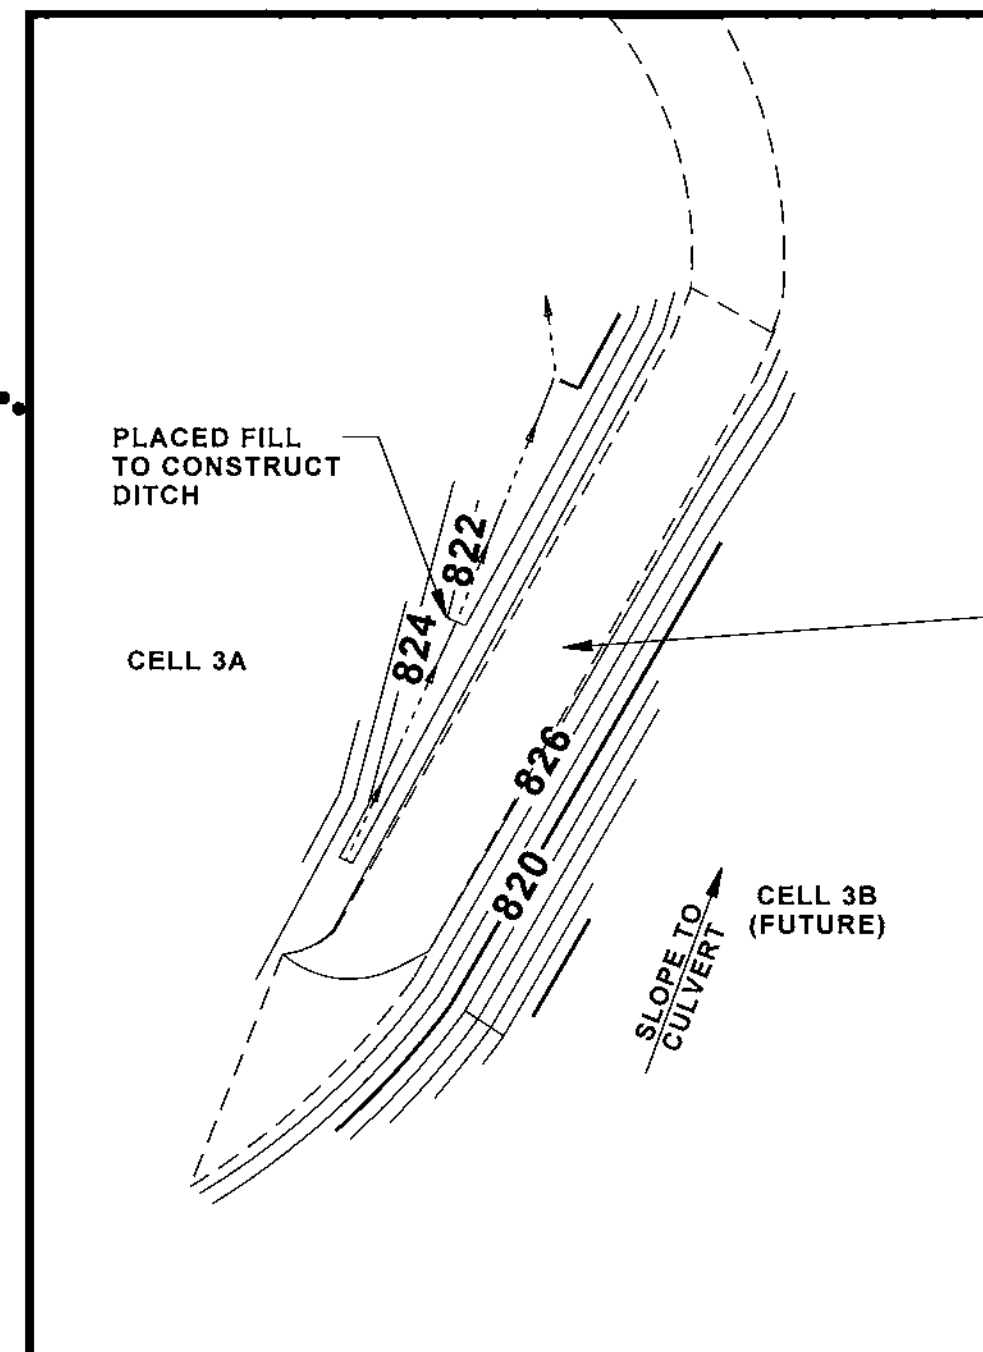 PLACED FILL
TO CONSTRUCT
DITCH
822
824
CELL 3A
826
820
CELL 3B
(FUTURE)
SLOPE TO
CULVERT